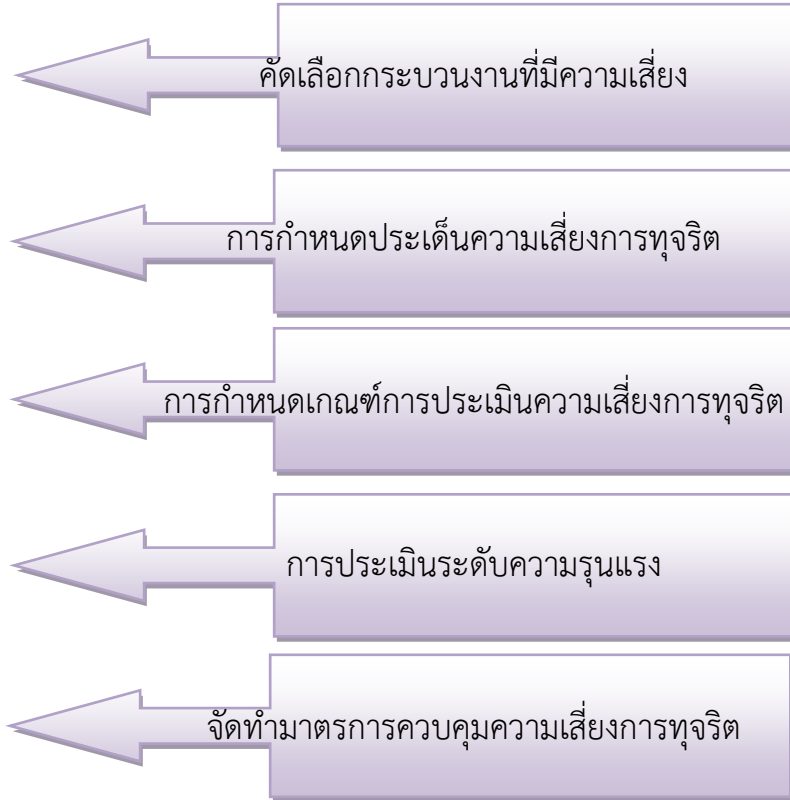 คัดเลือกกระบวนงานที่มีความเสี่ยง
การกำหนดประเด็นความเสี่ยงการทุจริต
การกำหนดเกณฑ์การประเมินความเสี่ยงการทุจริต
การประเมินระดับความรุนแรง
จัดทำมาตรการควบคุมความเสี่ยงการทุจริต